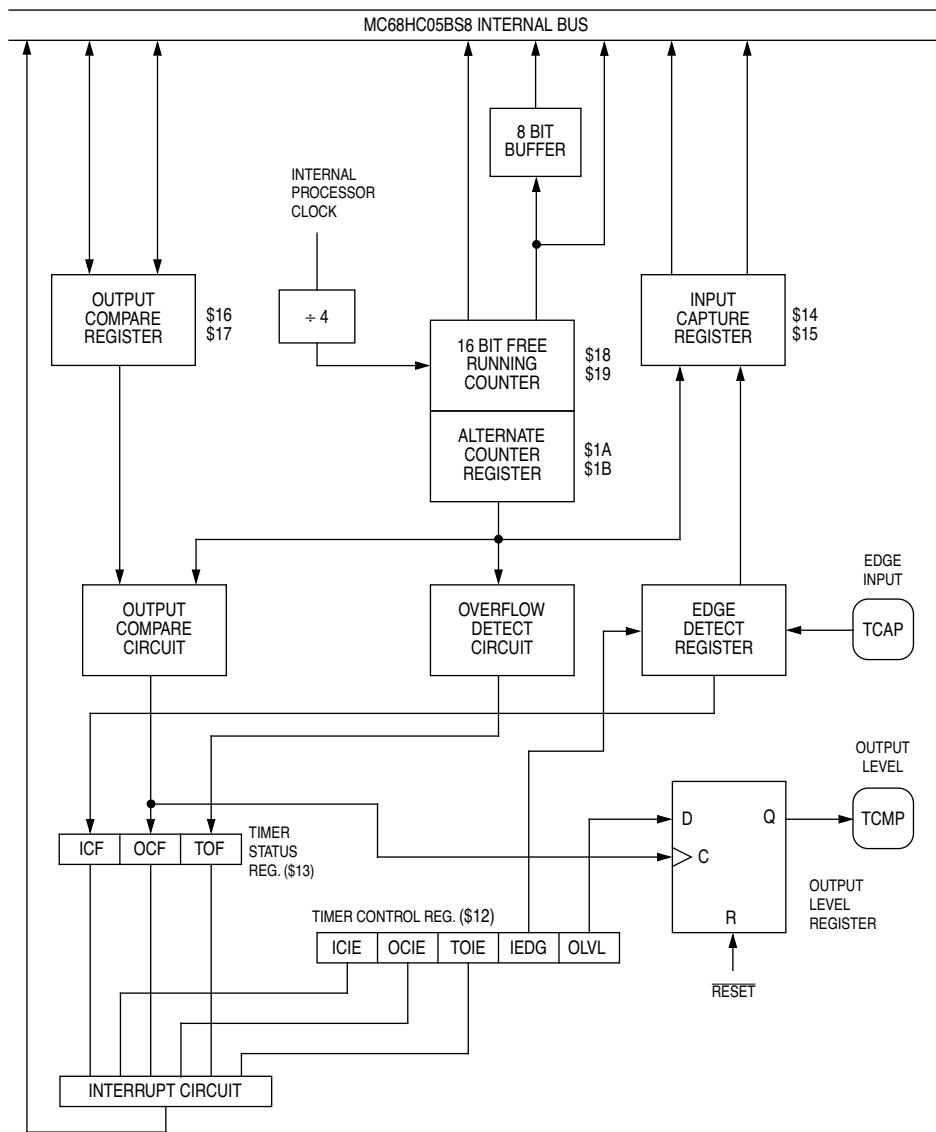 MC68HC05BS8 INTERNAL BUS
8 BIT
BUFFER
INTERNAL
PROCESSOR
CLOCK
÷ 4
OUTPUT
COMPARE
REGISTER
$16
$17
16 BIT FREE
RUNNING
COUNTER
$18
$19
INPUT
CAPTURE
REGISTER
$14
$15
ALTERNATE
COUNTER
REGISTER
$1A
$1B
OUTPUT
COMPARE
CIRCUIT
OVERFLOW
DETECT
CIRCUIT
EDGE
DETECT
REGISTER
EDGE
INPUT
TCAP
OUTPUT
LEVEL
TCMP
D
Q
C
R
OUTPUT
LEVEL
REGISTER
RESET
ICF OCF TOF
TIMER
STATUS
REG. ($13)
TIMER CONTROL REG. ($12)
ICIE OCIE TOIE IEDG OLVL
INTERRUPT CIRCUIT